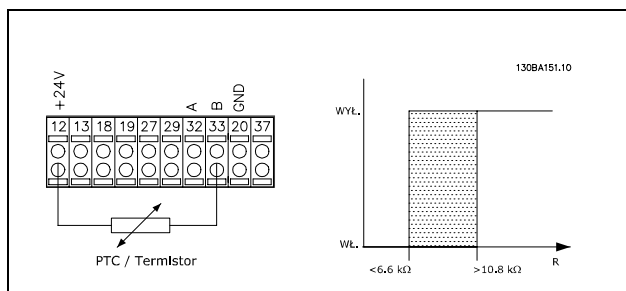 130BA151.10
+24V
A
B
GND
12 13 18 19 27 29 32 33 20 37
PTC / Termistor
WYŁ.
WŁ.
R
<6.6 kΩ
>10.8 kΩ